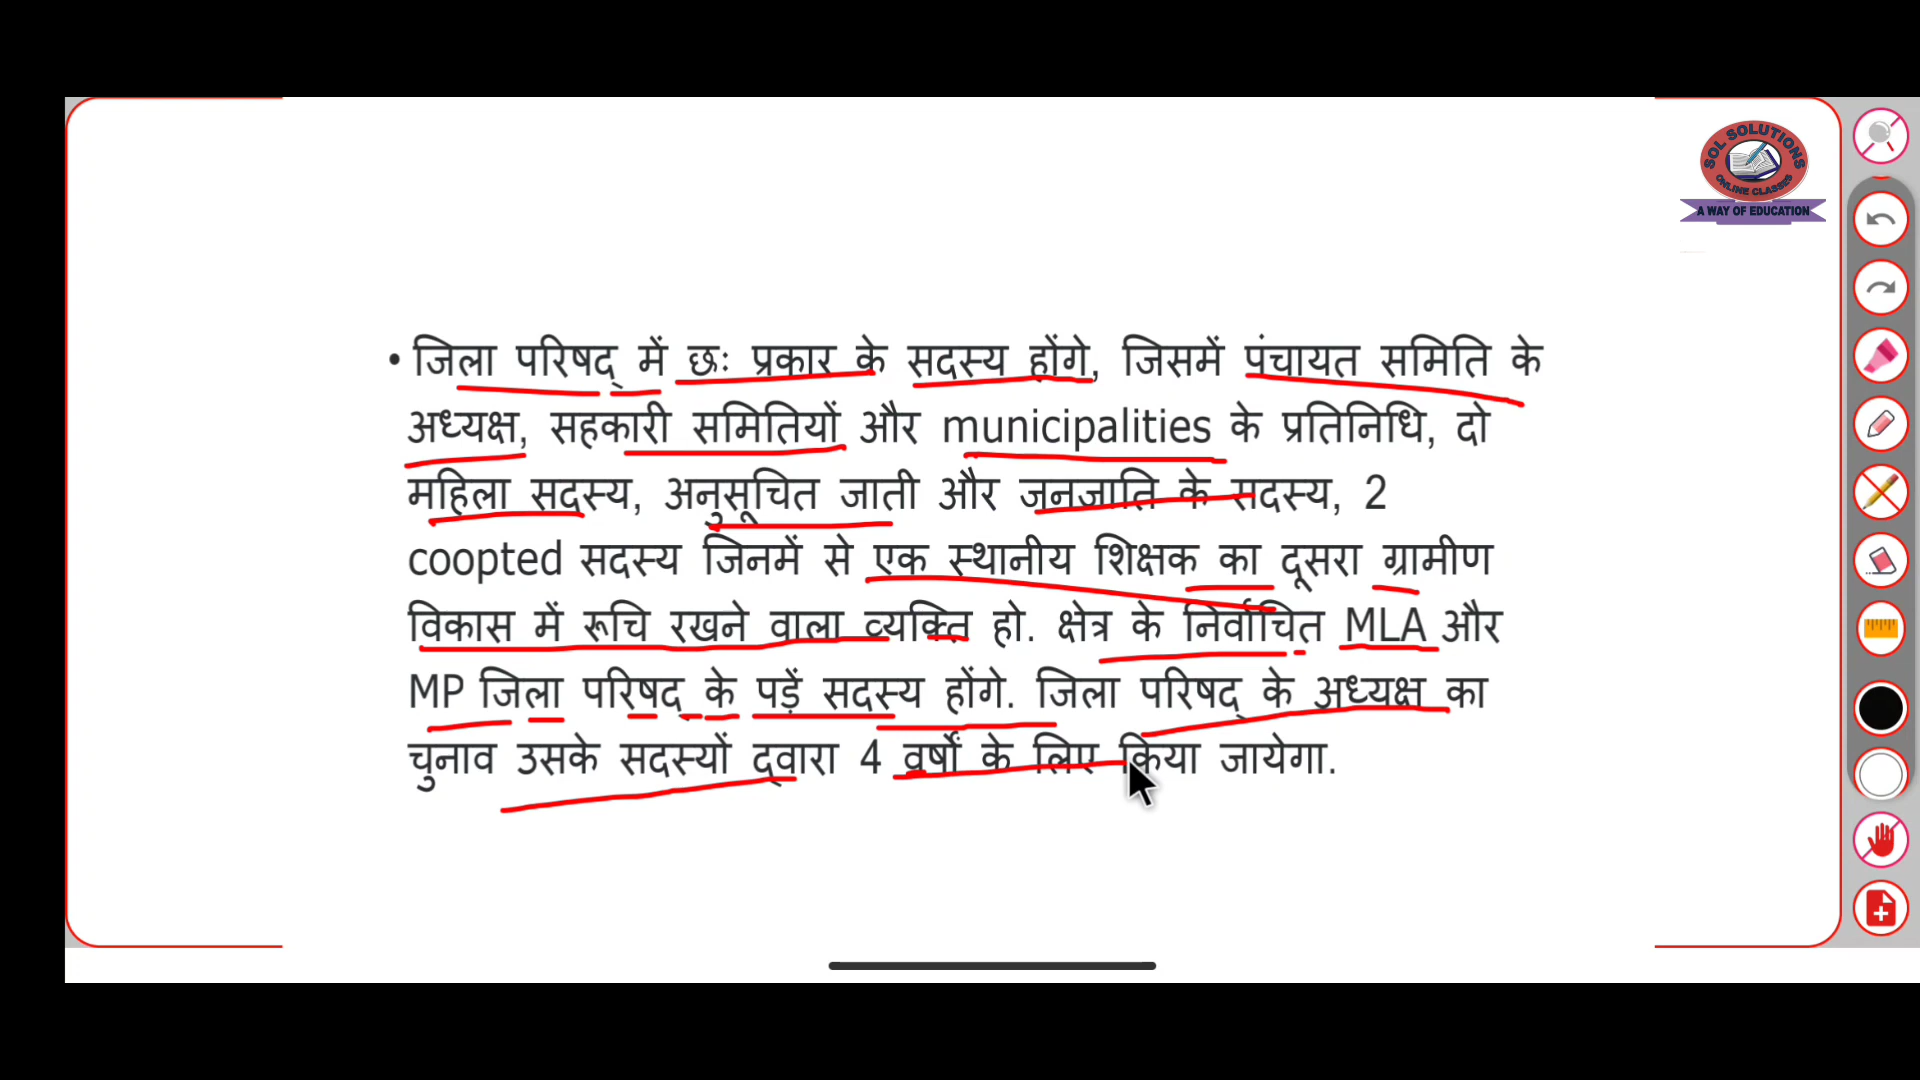 SOL SOLUTIONS
ONLINE CLASSES
A WAY OF EDUCATION
• जिला परिषद् में छः प्रकार के सदस्य होंगे, जिसमें पंचायत समिति के
अध्यक्ष, सहकारी समितियों और municipalities के प्रतिनिधि, दो
महिला सदस्य, अनुसूचित जाती और जनजाति के सदस्य, 2
coopted सदस्य जिनमें से एक स्थानीय शिक्षक का दूसरा ग्रामीण
विकास में रूचि रखने वाला व्यक्ति हो. क्षेत्र के निर्वाचित MLA और
MP जिला परिषद् के पड़ें सदस्य होंगे. जिला परिषद् के अध्यक्ष का
चुनाव उसके सदस्यों द्वारा 4 वर्षों के लिए किया जायेगा.